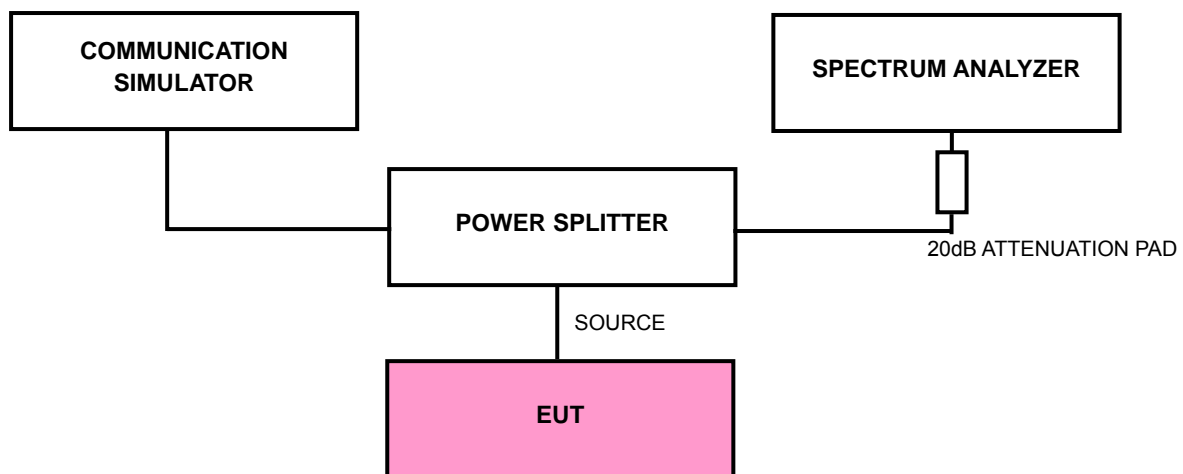 COMMUNICATION
SIMULATOR
SPECTRUM ANALYZER
POWER SPLITTER
20dB ATTENUATION PAD
SOURCE
EUT